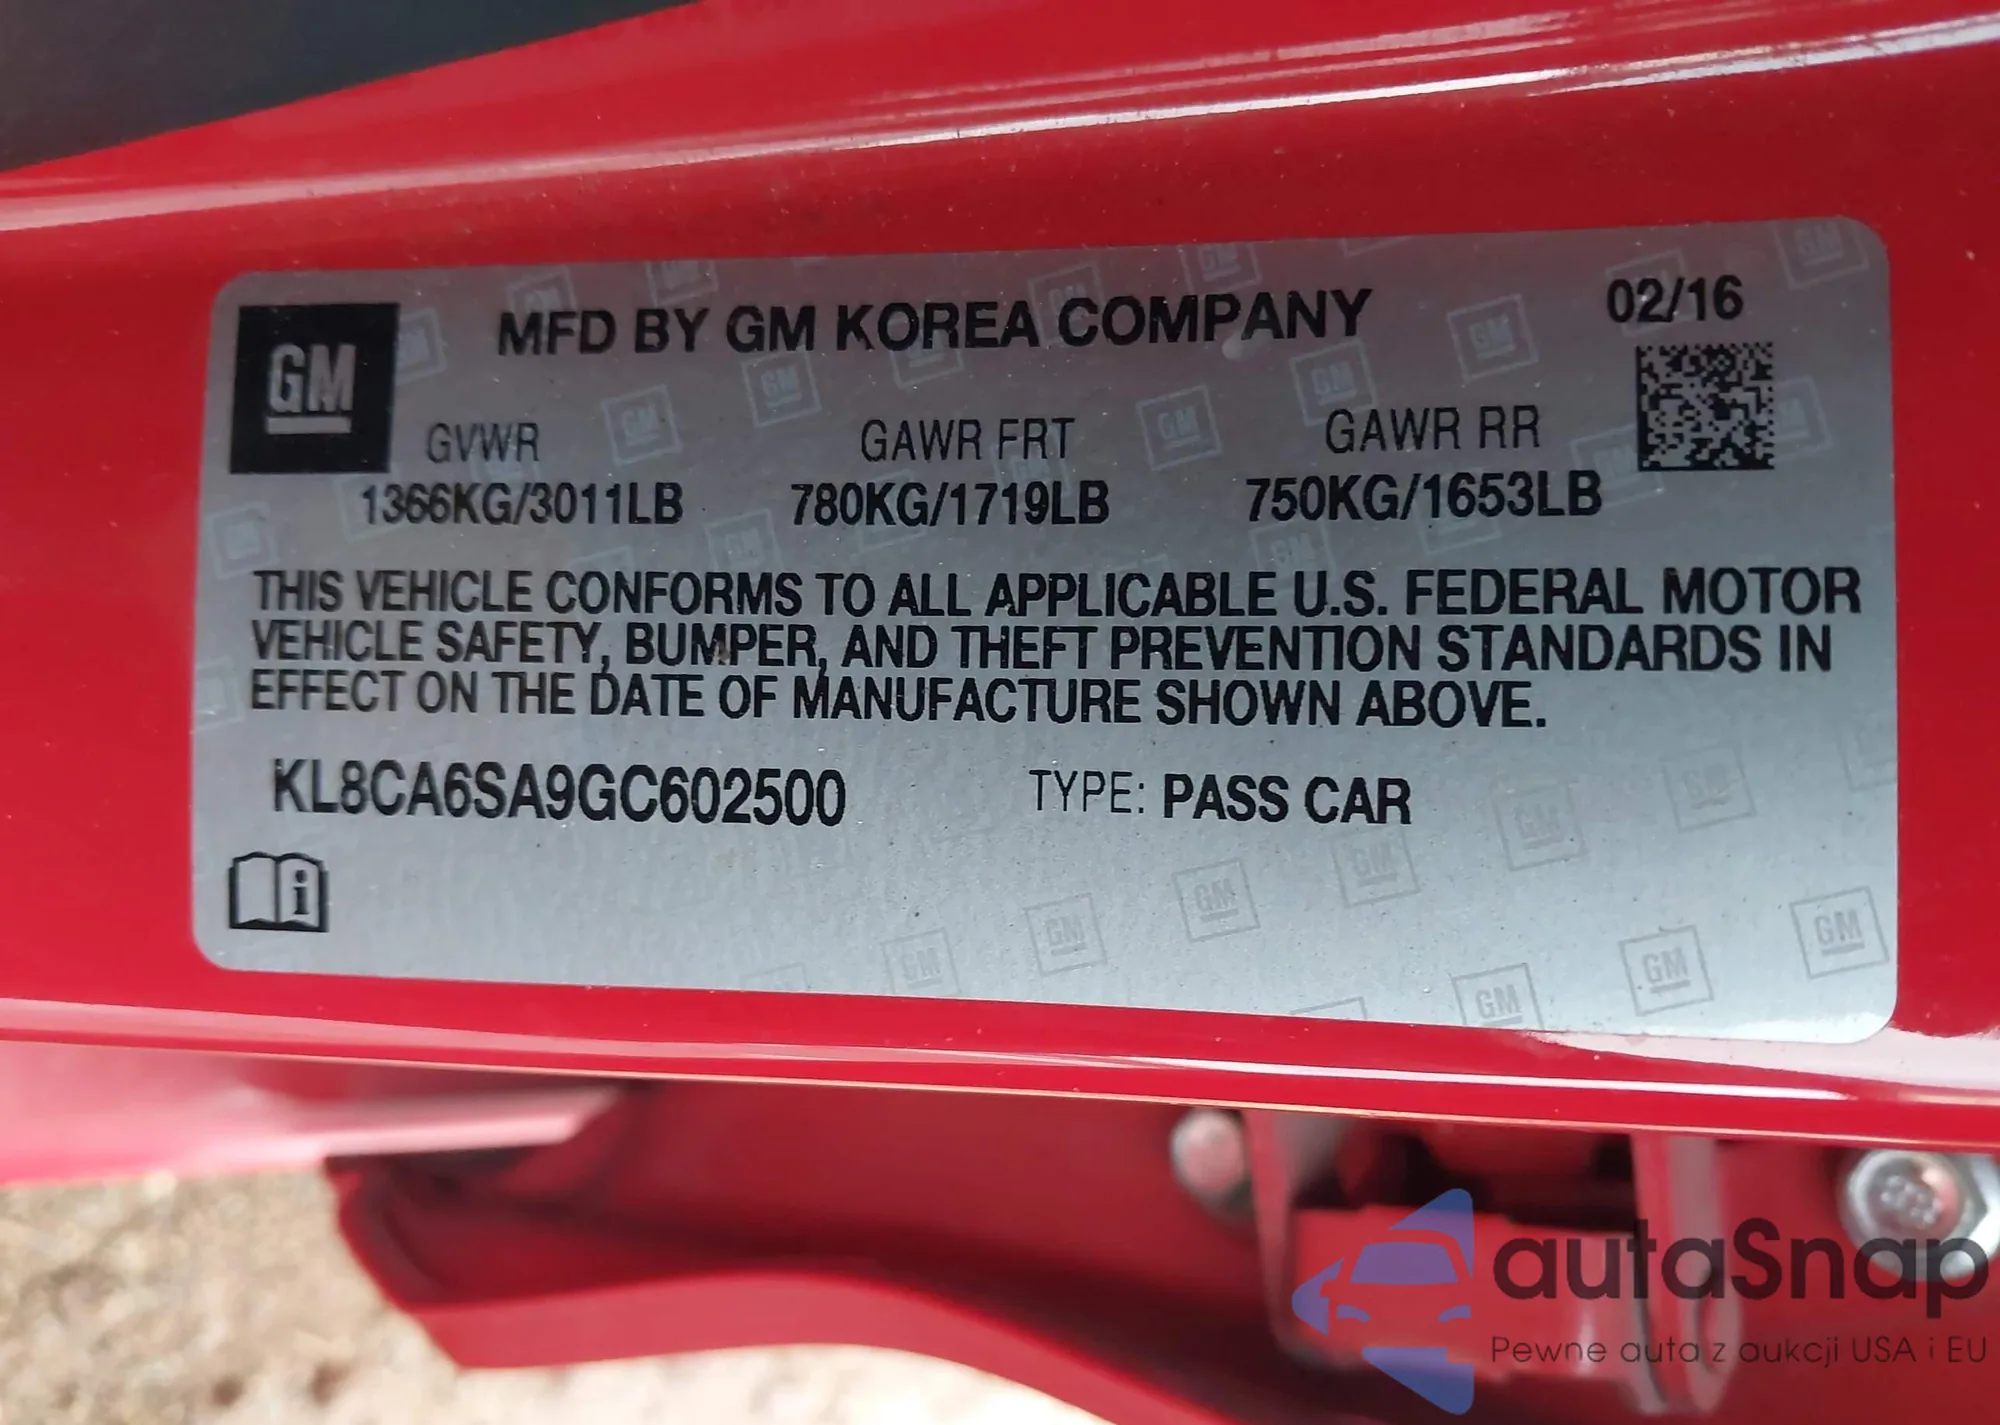 GM
MFD BY GM KOREA COMPANY
02/16
GVWR GAWR FRT GAWR RR
1366KG/3011LB 780KG/1719LB 750KG/1653LB
THIS VEHICLE CONFORMS TO ALL APPLICABLE U.S. FEDERAL MOTOR
VEHICLE SAFETY, BUMPER, AND THEFT PREVENTION STANDARDS IN
EFFECT ON THE DATE OF MANUFACTURE SHOWN ABOVE.
KL8CA6SA9GC602500 TYPE: PASS CAR
i
autaSnap
Pewne auta z aukcji USA i EU